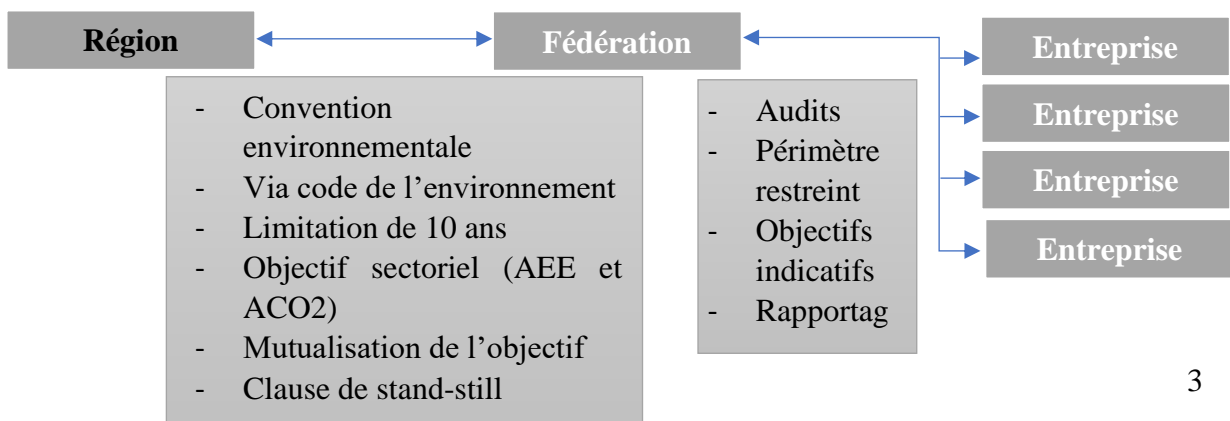 Région
Fédération
Entreprise
Entreprise
Entreprise
Entreprise
- Convention
environnementale
- Via code de l’environnement
- Limitation de 10 ans
- Objectif sectoriel (AEE et
ACO2)
- Mutualisation de l’objectif
- Clause de stand-still
- Audits
- Périmètre
restreint
- Objectifs
indicatifs
- Rapportag
3